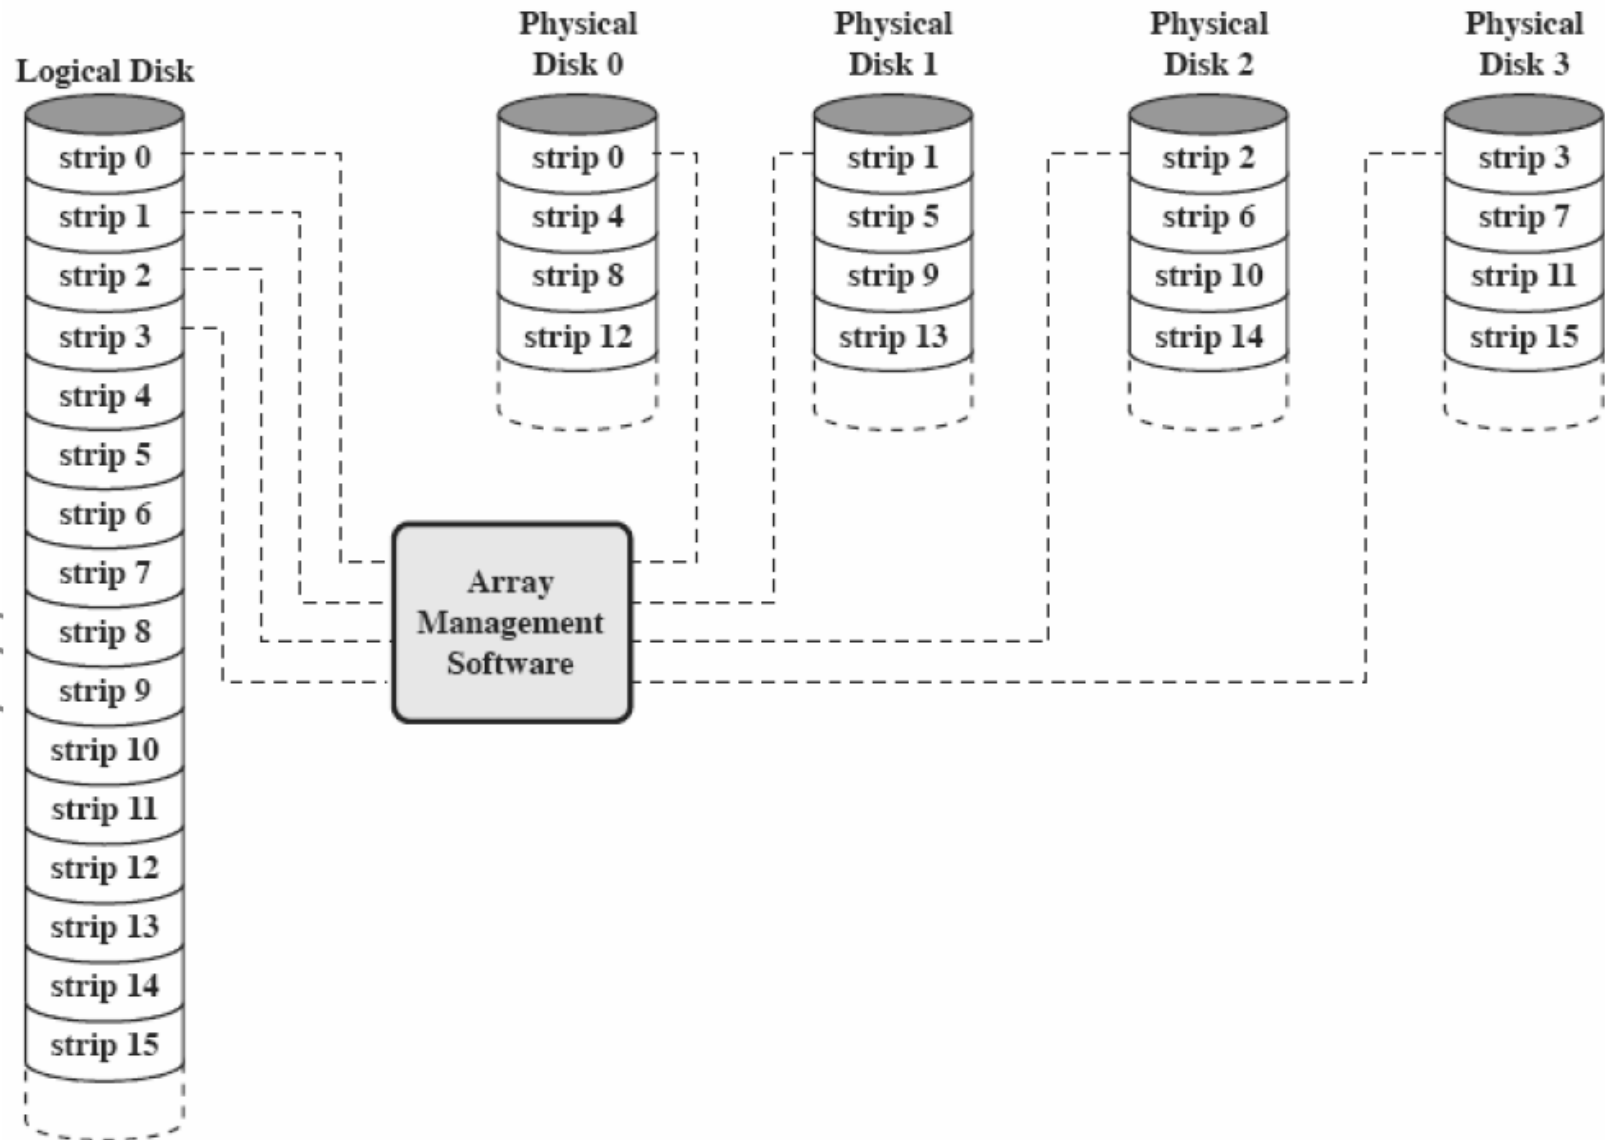 Logical Disk
strip 0
strip 1
strip 2
strip 3
strip 4
strip 5
strip 6
strip 7
strip 8
strip 9
strip 10
strip 11
strip 12
strip 13
strip 14
strip 15
Physical
Disk 0
strip 0
strip 4
strip 8
strip 12
Physical
Disk 1
strip 1
strip 5
strip 9
strip 13
Physical
Disk 2
strip 2
strip 6
strip 10
strip 14
Physical
Disk 3
strip 3
strip 7
strip 11
strip 15
Array
Management
Software